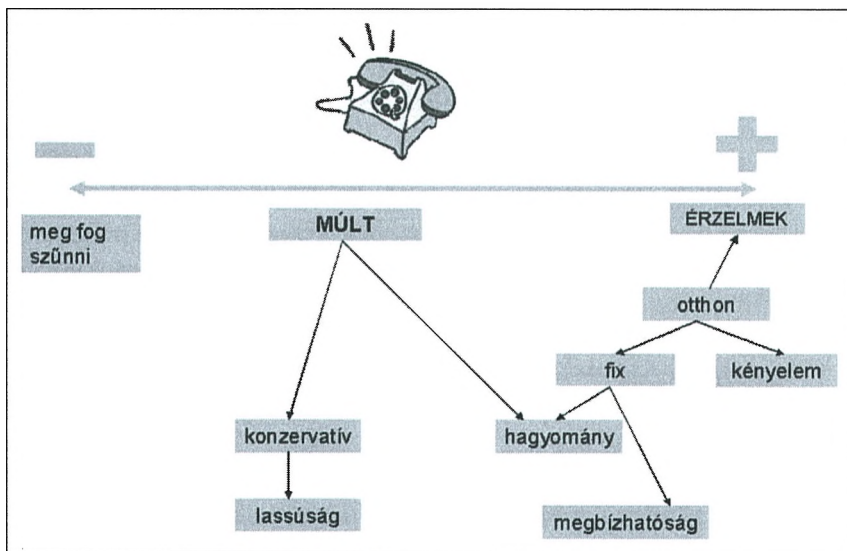 meg fog
szűnni
MÚLT
ÉRZELMEK
otthon
fix
kényelem
konzervatív
hagyomány
lassúság
megbízhatóság